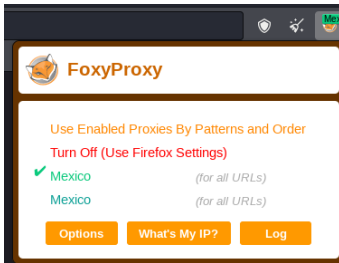 Mex
FoxyProxy
Use Enabled Proxies By Patterns and Order
Turn Off (Use Firefox Settings)
Mexico (for all URLs)
Mexico (for all URLs)
Options What's My IP? Log